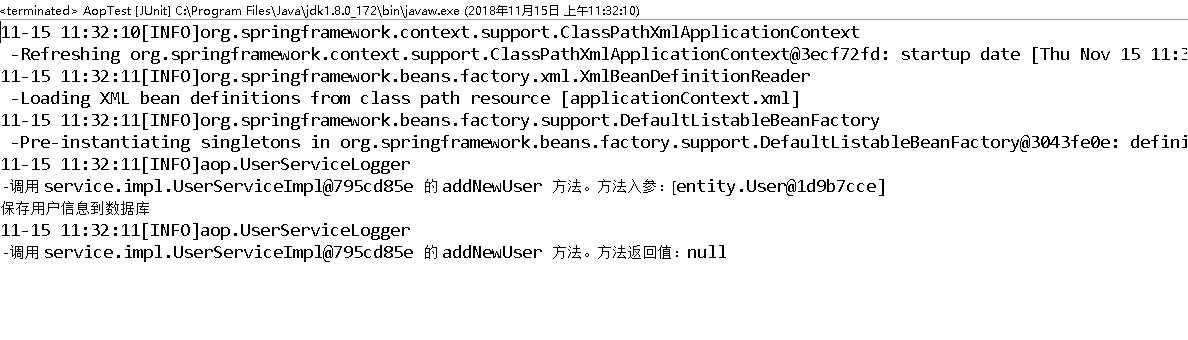 <terminated> AopTest [JUnit] C:\Program Files\Java\jdk1.8.0_172\bin\javaw.exe (2018年11月15日 上午11:32:10)
11-15 11:32:10[INFO]org.springframework.context.support.ClassPathXmlApplicationContext
-Refreshing org.springframework.context.support.ClassPathXmlApplicationContext@3ecf72fd: startup date [Thu Nov 15 11:3
11-15 11:32:11[INFO]org.springframework.beans.factory.xml.XmlBeanDefinitionReader
-Loading XML bean definitions from class path resource [applicationContext.xml]
11-15 11:32:11[INFO]org.springframework.beans.factory.support.DefaultListableBeanFactory
-Pre-instantiating singletons in org.springframework.beans.factory.support.DefaultListableBeanFactory@3043fe0e: defini
11-15 11:32:11[INFO]aop.UserServiceLogger
-调用 service.impl.UserServiceImpl@795cd85e 的 addNewUser 方法。方法入参：[entity.User@1d9b7cce]
保存用户信息到数据库
11-15 11:32:11[INFO]aop.UserServiceLogger
-调用 service.impl.UserServiceImpl@795cd85e 的 addNewUser 方法。方法返回值：null